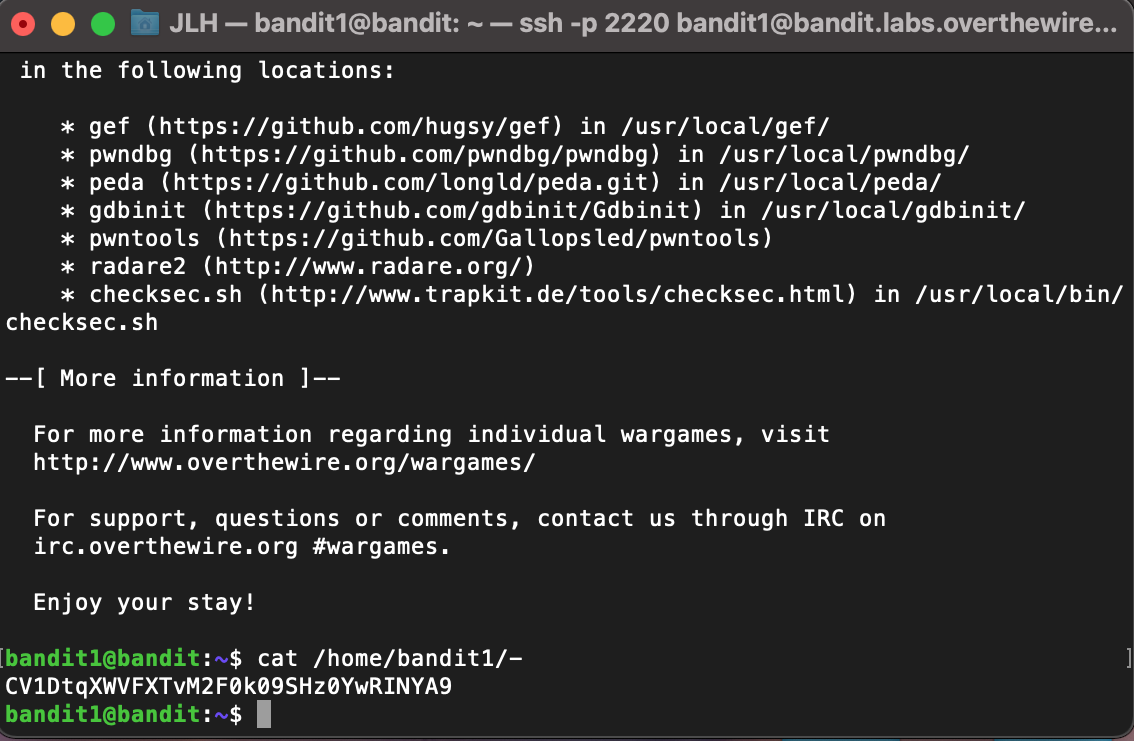 JLH — bandit1@bandit: ~ — ssh -p 2220 bandit1@bandit.labs.overthewire...
in the following locations:
* gef (https://github.com/hugsy/gef) in /usr/local/gef/
* pwndbg (https://github.com/pwndbg/pwndbg) in /usr/local/pwndbg/
* peda (https://github.com/longld/peda.git) in /usr/local/peda/
* gdbinit (https://github.com/gdbinit/Gdbinit) in /usr/local/gdbinit/
* pwntools (https://github.com/Gallopsled/pwntools)
* radare2 (http://www.radare.org/)
* checksec.sh (http://www.trapkit.de/tools/checksec.html) in /usr/local/bin/
checksec.sh
--[ More information ]--
For more information regarding individual wargames, visit
http://www.overthewire.org/wargames/
For support, questions or comments, contact us through IRC on
irc.overthewire.org #wargames.
Enjoy your stay!
[bandit1@bandit:~$ cat /home/bandit1/- ]
CV1DtqXWVFXTvM2F0k09SHz0YwRINYA9
bandit1@bandit:~$